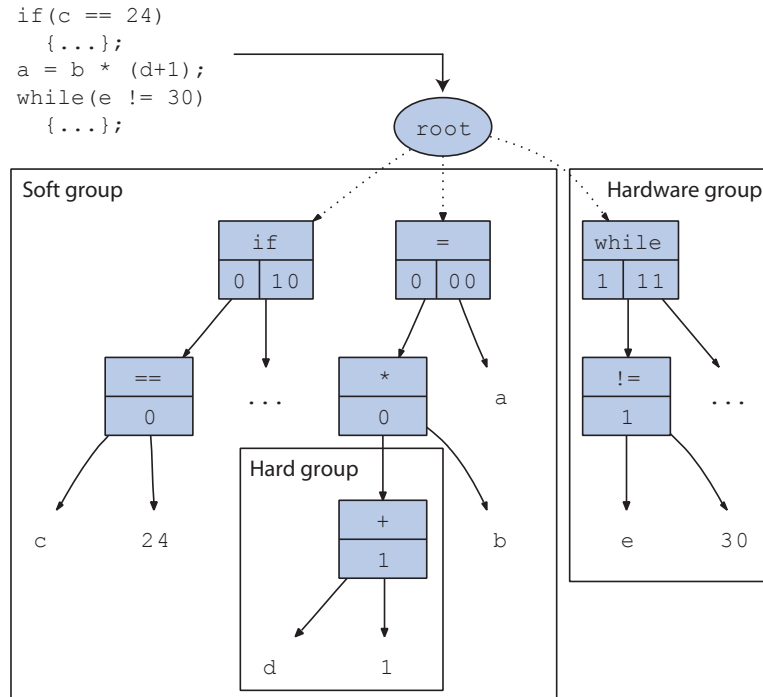 if(c == 24)
{...};
a = b * (d+1);
while(e != 30)
{...};
root
Soft group
Hardware group
if
0 10
=
0 00
while
1 11
==
0
...
*
0
a
!=
1
...
Hard group
c
24
+
1
b
e
30
d
1